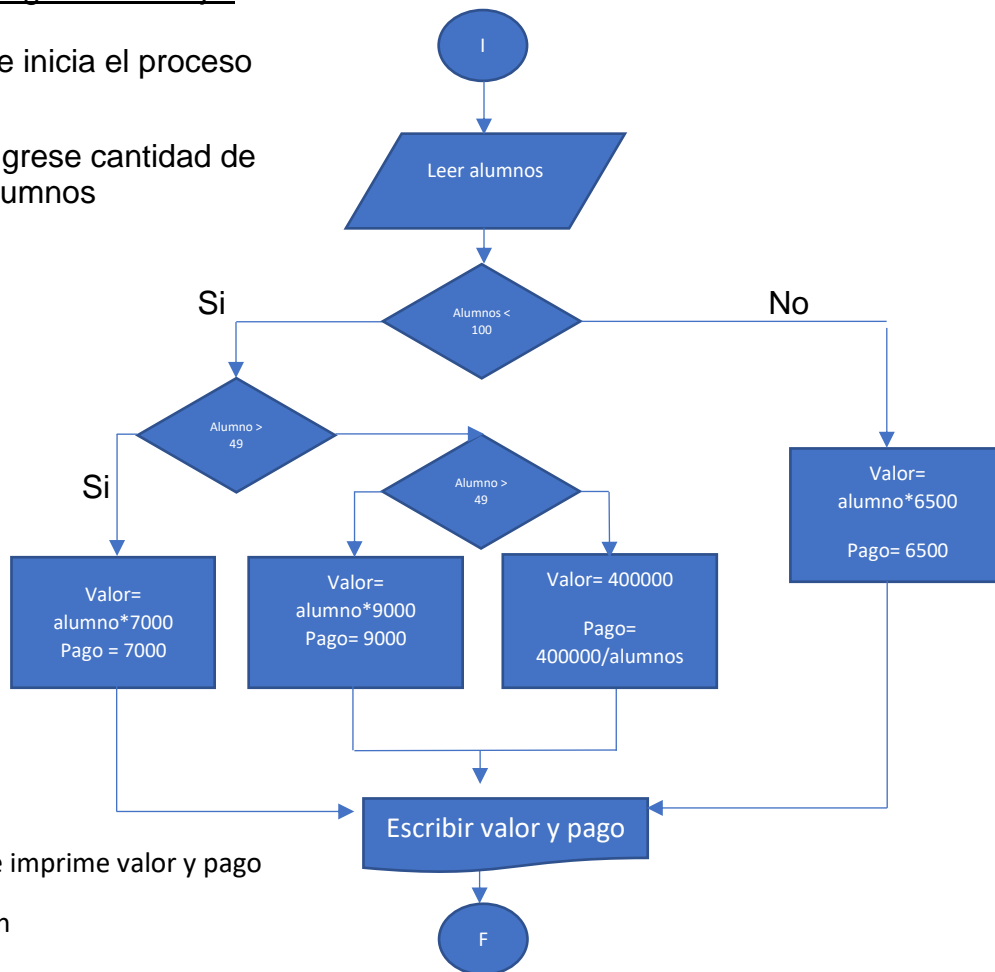 I
e inicia el proceso
Leer alumnos
grese cantidad de
umnos
Si
Alumnos <
100
No
Alumno >
49
Alumno >
49
Si
Valor=
alumno*6500
Pago= 6500
Valor=
alumno*7000
Pago = 7000
Valor=
alumno*9000
Pago= 9000
Valor= 400000
Pago=
400000/alumnos
Escribir valor y pago
e imprime valor y pago
n
F